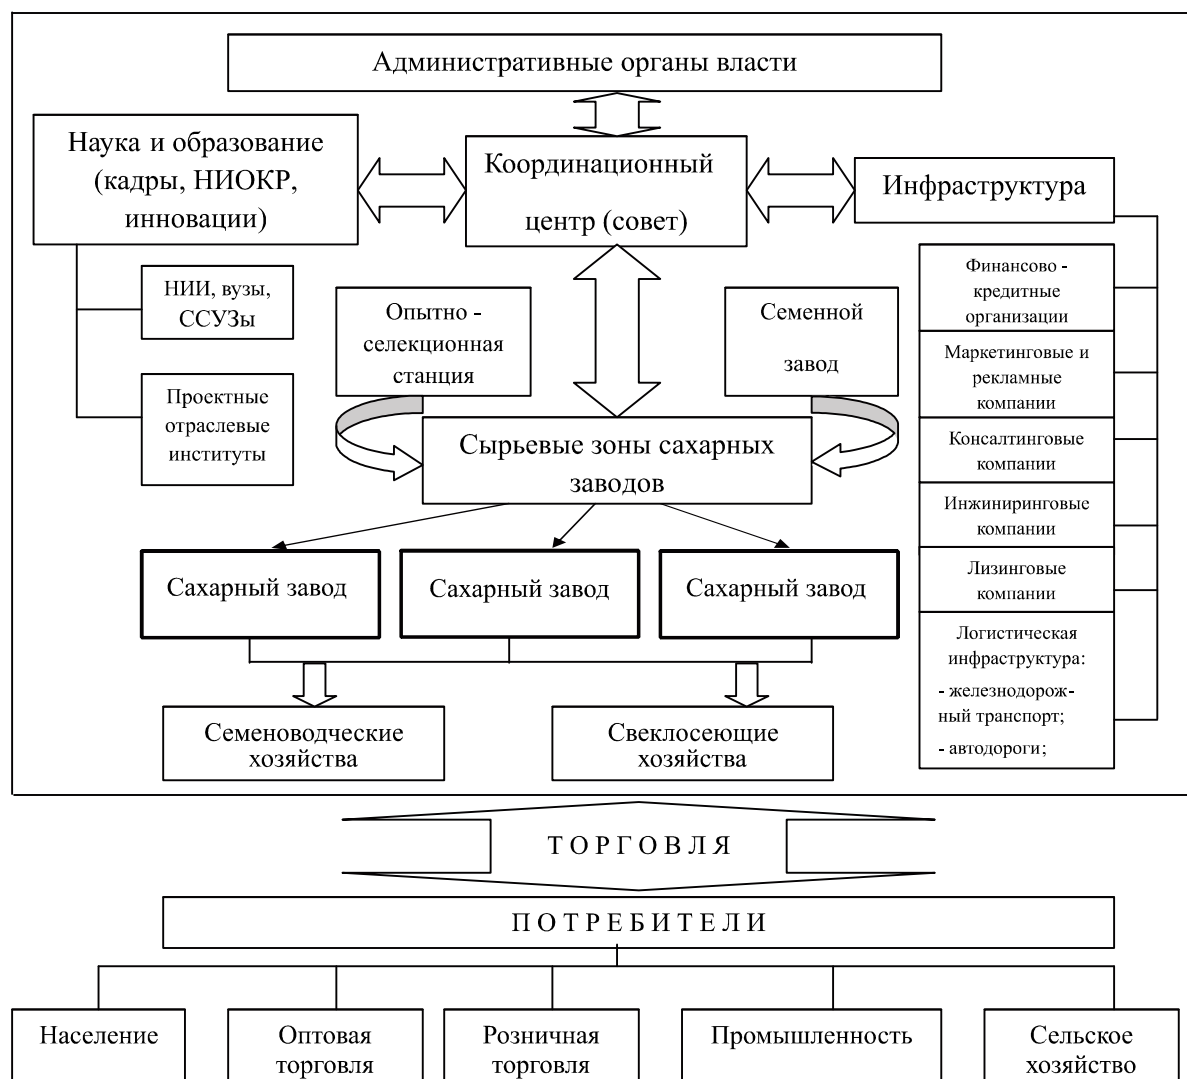 Административные органы власти
Наука и образование
(кадры, НИОКР,
инновации)
Координационный
центр (совет)
Инфраструктура
НИИ, вузы,
ССУЗы
Проектные
отраслевые
институты
Опытно -
селекционная
станция
Семенной
завод
Финансово -
кредитные
организации
Маркетинговые и
рекламные
компании
Консалтинговые
компании
Инжиниринговые
компании
Лизинговые
компании
Логистическая
инфраструктура:
- железнодорож-
ный транспорт;
- автодороги;
Сырьевые зоны сахарных
заводов
Сахарный завод
Сахарный завод
Сахарный завод
Семеноводческие
хозяйства
Свеклосеющие
хозяйства
Т О Р Г О В Л Я
П О Т Р Е Б И Т Е Л И
Население
Оптовая
торговля
Розничная
торговля
Промышленность
Сельское
хозяйство